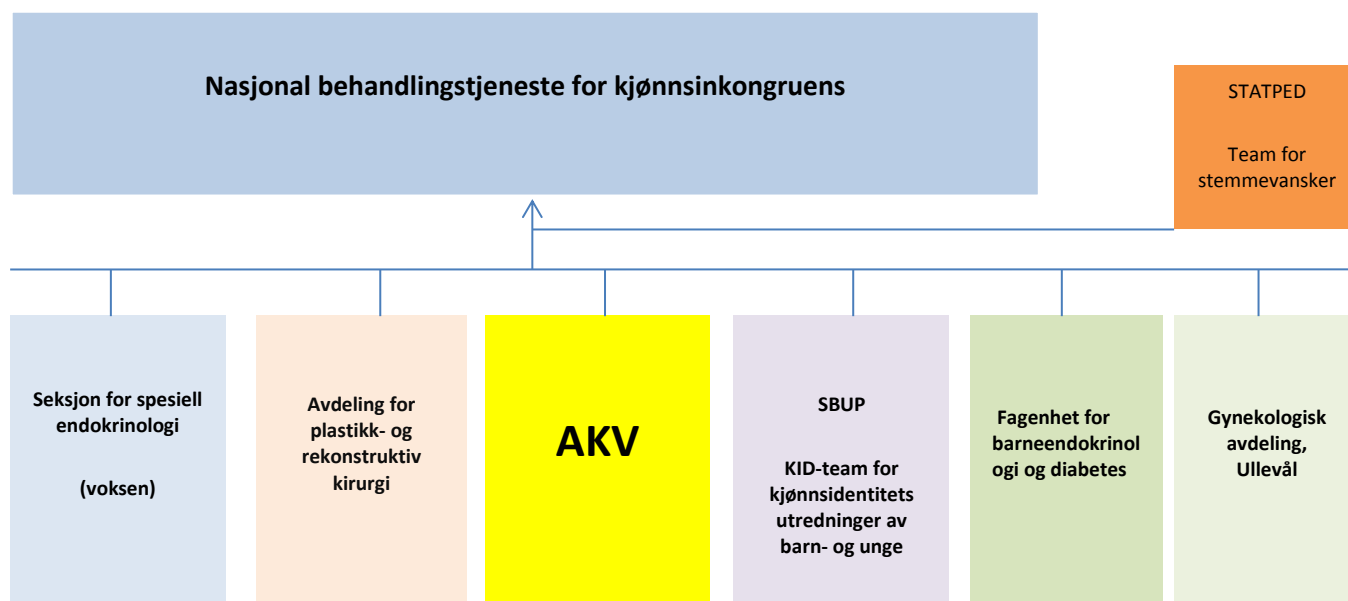 Nasjonal behandlingstjeneste for kjønnsinkongruens
STATPED
Team for
stemmevansker
Seksjon for spesiell
endokrinologi
(voksen)
Avdeling for
plastikk- og
rekonstruktiv
kirurgi
AKV
SBUP
KID-team for
kjønnsidentitets
utredninger av
barn- og unge
Fagenhet for
barneendokrinol
ogi og diabetes
Gynekologisk
avdeling,
Ullevål